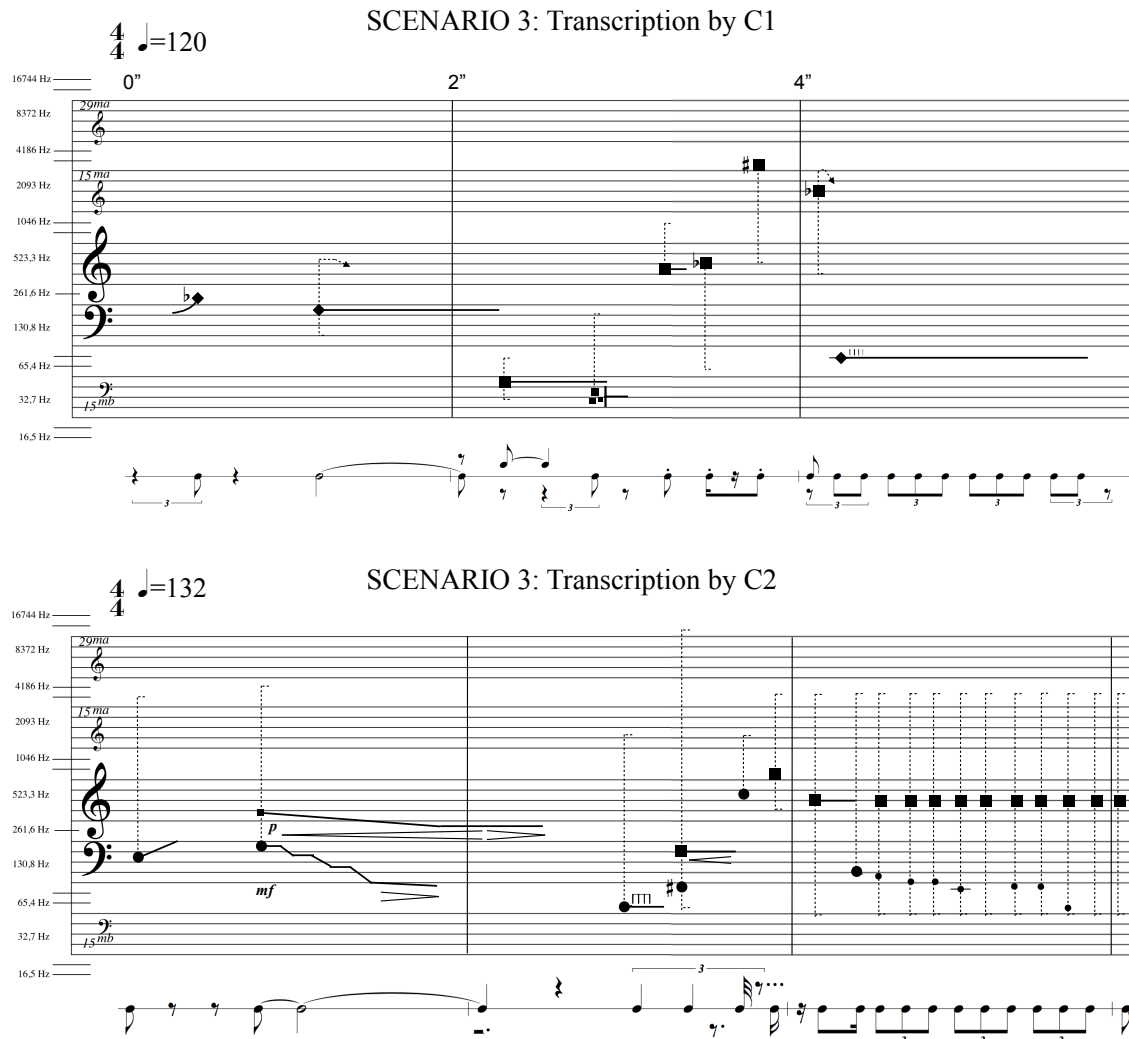 SCENARIO 3: Transcription by C1
4
4 ♩=120
0” 2” 4”
16744 Hz
29ma
8372 Hz
4186 Hz
15ma
2093 Hz
1046 Hz
523,3 Hz
261,6 Hz
130,8 Hz
65,4 Hz
32,7 Hz
15mb
16,5 Hz
3 3 3 3 3 3
SCENARIO 3: Transcription by C2
4
4 ♩=132
16744 Hz
29ma
8372 Hz
4186 Hz
15ma
2093 Hz
1046 Hz
523,3 Hz
261,6 Hz
p
130,8 Hz
mf
65,4 Hz
32,7 Hz
15mb
16,5 Hz
3
3 3 3